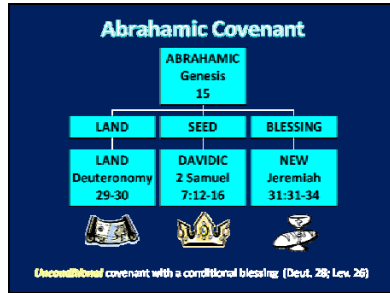 Abrahamic Covenant
ABRAHAMIC
Genesis
15
LAND SEED BLESSING
LAND DAVIDIC NEW
Deuteronomy 2 Samuel Jeremiah
29-30 7:12-16 31:31-34
Unconditional covenant with a conditional blessing (Deut. 28; Lev. 26)